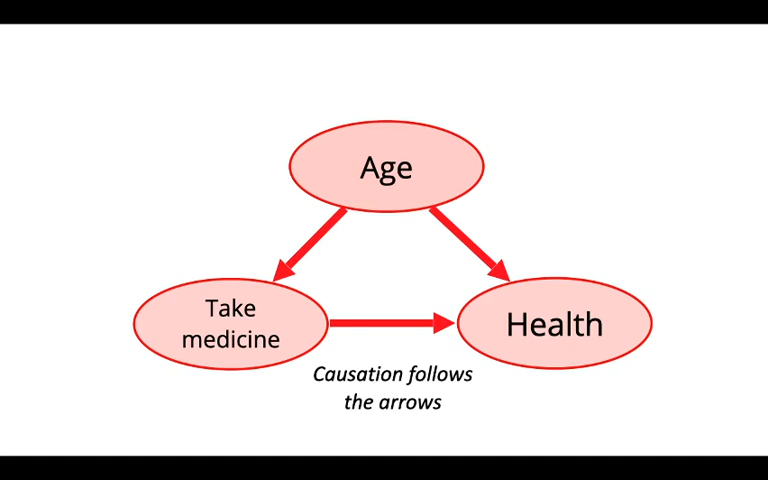 Age
Take
medicine
Health
Causation follows
the arrows